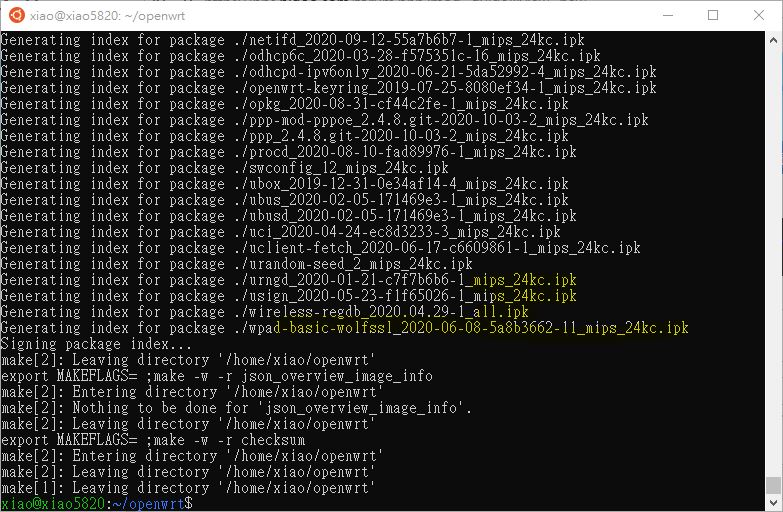 xiao@xiao5820: ~/openwrt
Generating index for package ./netifd_2020-09-12-55a7b6b7-1_mips_24kc.ipk
Generating index for package ./odhcp6c_2020-03-28-f575351c-16_mips_24kc.ipk
Generating index for package ./odhcpd-ipv6only_2020-06-21-5da52992-4_mips_24kc.ipk
Generating index for package ./openwrt-keyring_2019-07-25-8080ef34-1_mips_24kc.ipk
Generating index for package ./opkg_2020-08-31-cf44c2fe-1_mips_24kc.ipk
Generating index for package ./ppp-mod-pppoe_2.4.8.git-2020-10-03-2_mips_24kc.ipk
Generating index for package ./ppp_2.4.8.git-2020-10-03-2_mips_24kc.ipk
Generating index for package ./procd_2020-08-10-fad89976-1_mips_24kc.ipk
Generating index for package ./swconfig_12_mips_24kc.ipk
Generating index for package ./ubox_2019-12-31-0e34af14-4_mips_24kc.ipk
Generating index for package ./ubus_2020-02-05-171469e3-1_mips_24kc.ipk
Generating index for package ./ubusd_2020-02-05-171469e3-1_mips_24kc.ipk
Generating index for package ./uci_2020-04-24-ec8d3233-3_mips_24kc.ipk
Generating index for package ./uclient-fetch_2020-06-17-c6609861-1_mips_24kc.ipk
Generating index for package ./urandom-seed_2_mips_24kc.ipk
Generating index for package ./urngd_2020-01-21-c7f7b6b6-1_mips_24kc.ipk
Generating index for package ./usign_2020-05-23-f1f65026-1_mips_24kc.ipk
Generating index for package ./wireless-regdb_2020.04.29-1_all.ipk
Generating index for package ./wpad-basic-wolfssl_2020-06-08-5a8b3662-11_mips_24kc.ipk
Signing package index...
make[2]: Leaving directory '/home/xiao/openwrt'
export MAKEFLAGS= ;make -w -r json_overview_image_info
make[2]: Entering directory '/home/xiao/openwrt'
make[2]: Nothing to be done for 'json_overview_image_info'.
make[2]: Leaving directory '/home/xiao/openwrt'
export MAKEFLAGS= ;make -w -r checksum
make[2]: Entering directory '/home/xiao/openwrt'
make[2]: Leaving directory '/home/xiao/openwrt'
make[1]: Leaving directory '/home/xiao/openwrt'
xiao@xiao5820:~/openwrt$